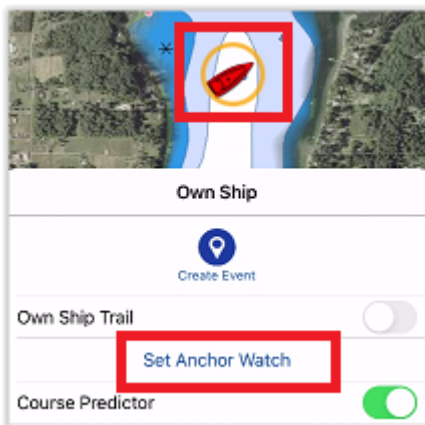 Own Ship
Create Event
Own Ship Trail
Set Anchor Watch
Course Predictor